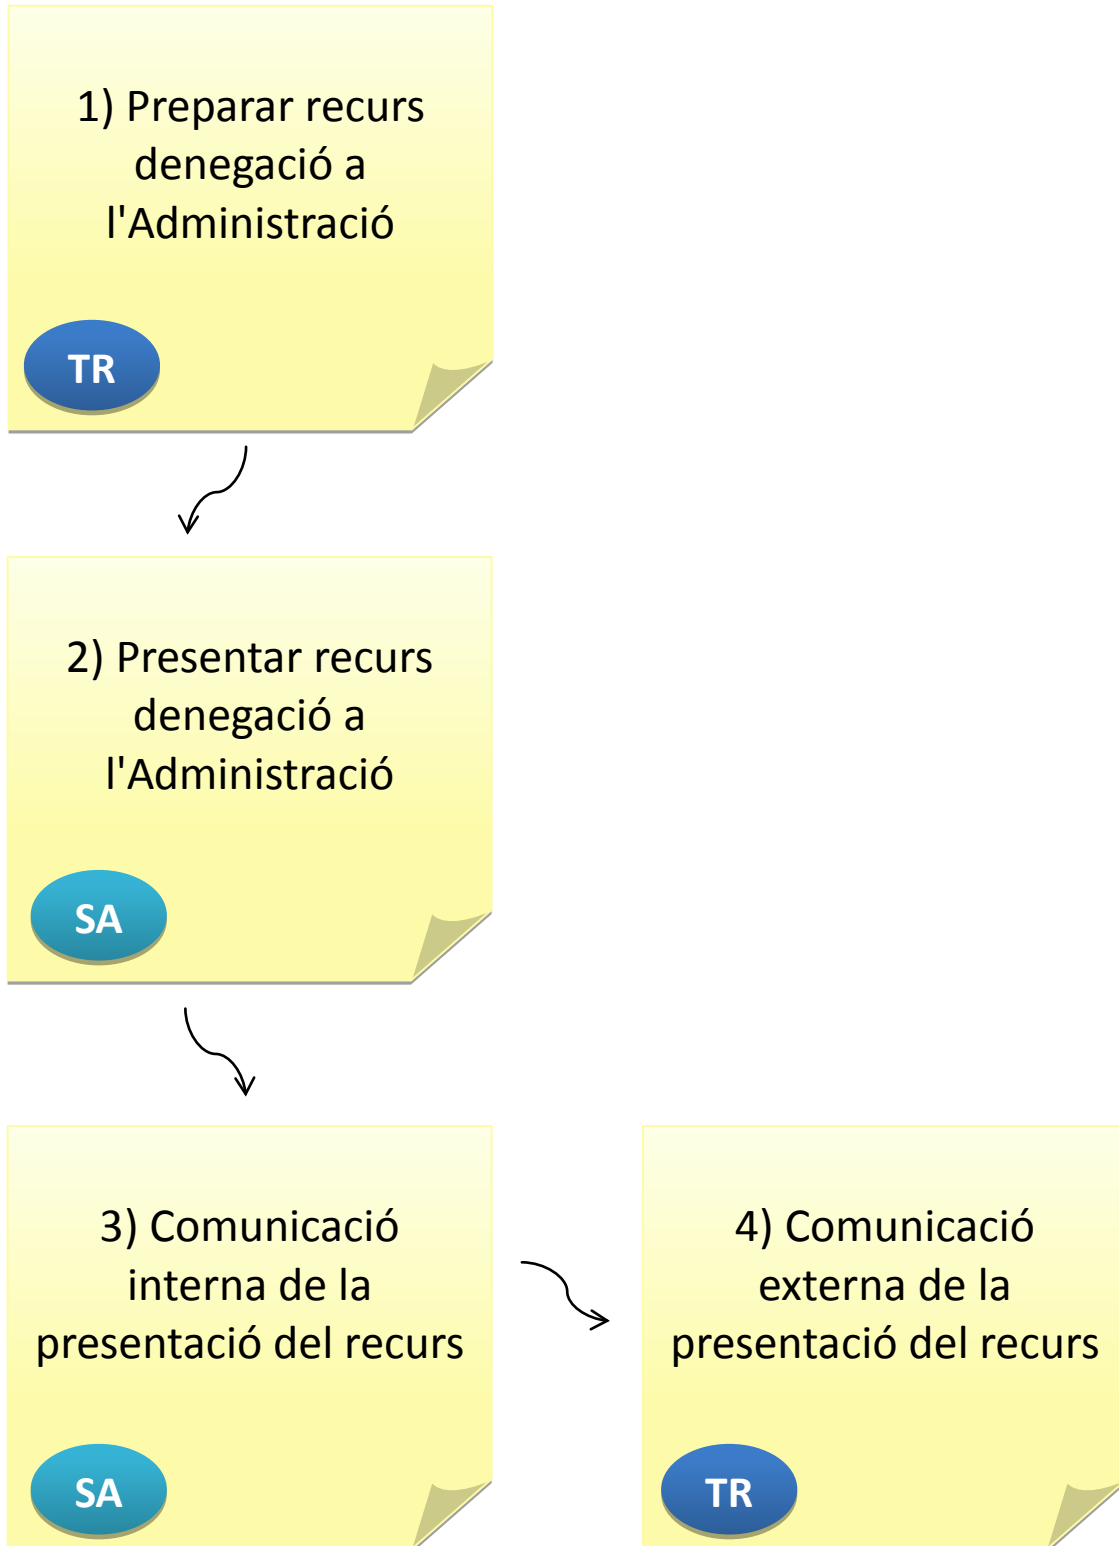 1) Preparar recurs
denegació a
l'Administració
TR
2) Presentar recurs
denegació a
l'Administració
SA
3) Comunicació
interna de la
presentació del recurs
SA
4) Comunicació
externa de la
presentació del recurs
TR